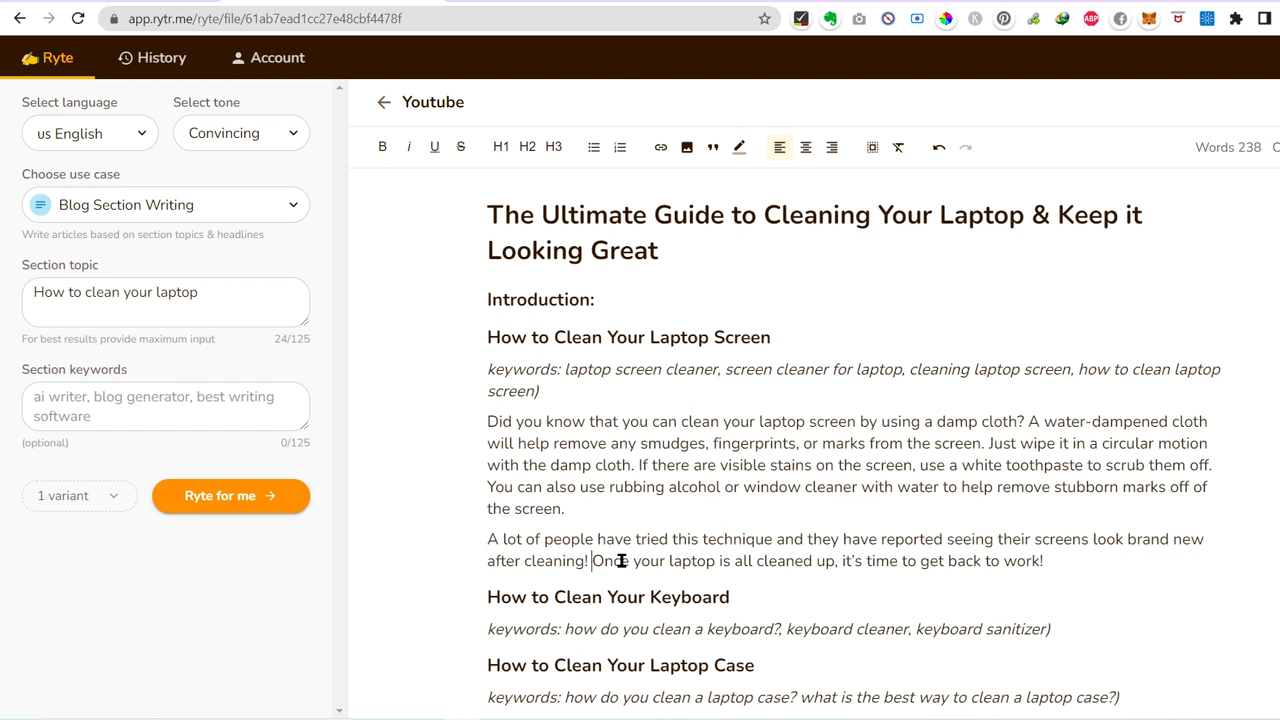 app.rytr.me/ryte/file/61ab7ead1cc27e48cbf4478f
Ryte
History
Account
Select language
Select tone
us English
Convincing
Choose use case
Blog Section Writing
Write articles based on section topics & headlines
Section topic
How to clean your laptop
For best results provide maximum input
24/125
Section keywords
ai writer, blog generator, best writing
software
(optional)
0/125
1 variant
Ryte for me
Youtube
B i U S H1 H2 H3
Words 238
The Ultimate Guide to Cleaning Your Laptop & Keep it
Looking Great
Introduction:
How to Clean Your Laptop Screen
keywords: laptop screen cleaner, screen cleaner for laptop, cleaning laptop screen, how to clean laptop
screen)
Did you know that you can clean your laptop screen by using a damp cloth? A water-dampened cloth
will help remove any smudges, fingerprints, or marks from the screen. Just wipe it in a circular motion
with the damp cloth. If there are visible stains on the screen, use a white toothpaste to scrub them off.
You can also use rubbing alcohol or window cleaner with water to help remove stubborn marks off of
the screen.
A lot of people have tried this technique and they have reported seeing their screens look brand new
after cleaning! Once your laptop is all cleaned up, it's time to get back to work!
How to Clean Your Keyboard
keywords: how do you clean a keyboard?, keyboard cleaner, keyboard sanitizer)
How to Clean Your Laptop Case
keywords: how do you clean a laptop case? what is the best way to clean a laptop case?)